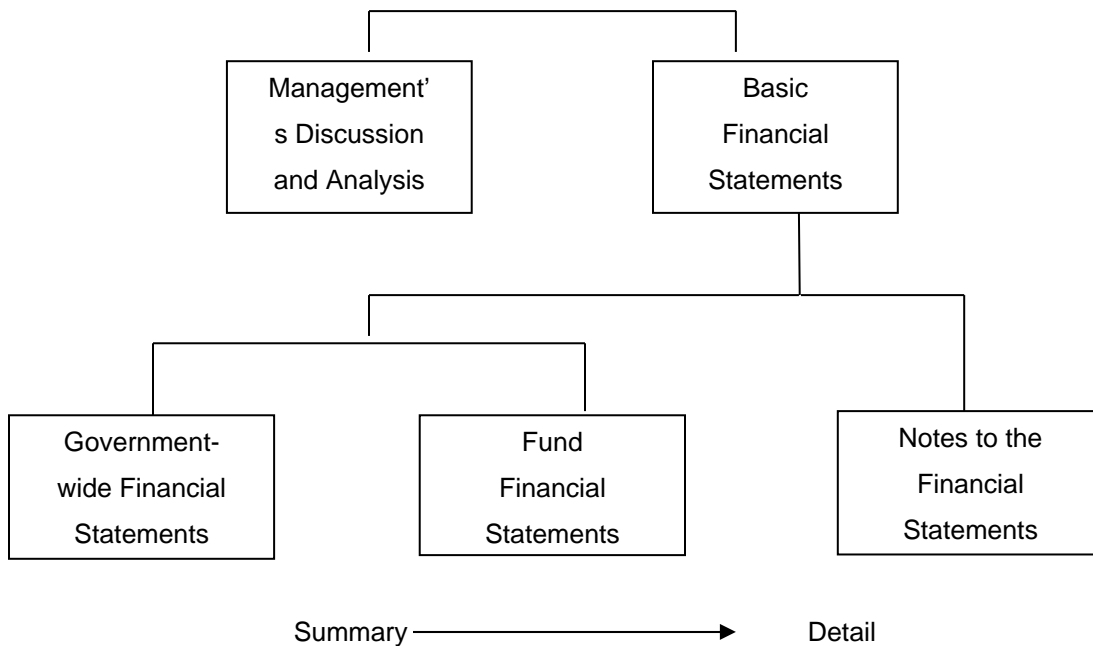 Management’
s Discussion
and Analysis
Basic
Financial
Statements
Government-
wide Financial
Statements
Fund
Financial
Statements
Notes to the
Financial
Statements
Summary
Detail